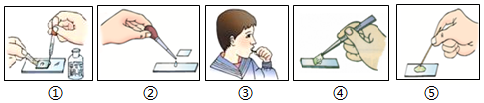 ① ② ③ ④ ⑤